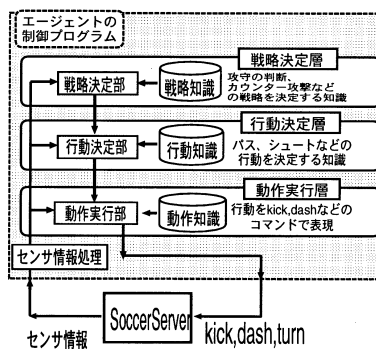 エージェントの
制御プログラム
戦略決定層
戦略決定部
戦略知識
攻守の判断、
カウンター攻撃など
の戦略を決定する知識
行動決定層
行動決定部
行動知識
パス、シュートなどの
行動を決定する知識
動作実行層
動作実行部
動作知識
行動をkick,dashなどの
コマンドで表現
センサ情報処理
SoccerServer
センサ情報
kick,dash,turn